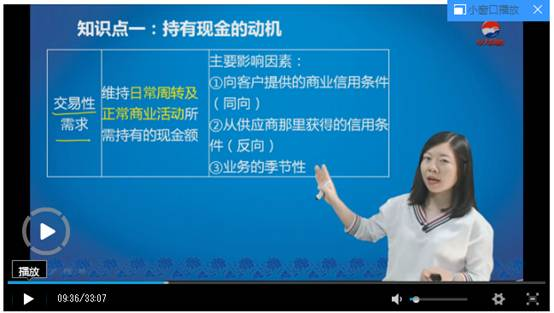 小窗口播放
知识点一：持有现金的动机
交易性
需求
维持日常周转及
正常商业活动所
需持有的现金额
主要影响因素：
①向客户提供的商业信用条件
（同向）
②从供应商那里获得的信用条
件（反向）
③业务的季节性
播放
09:36/33:07